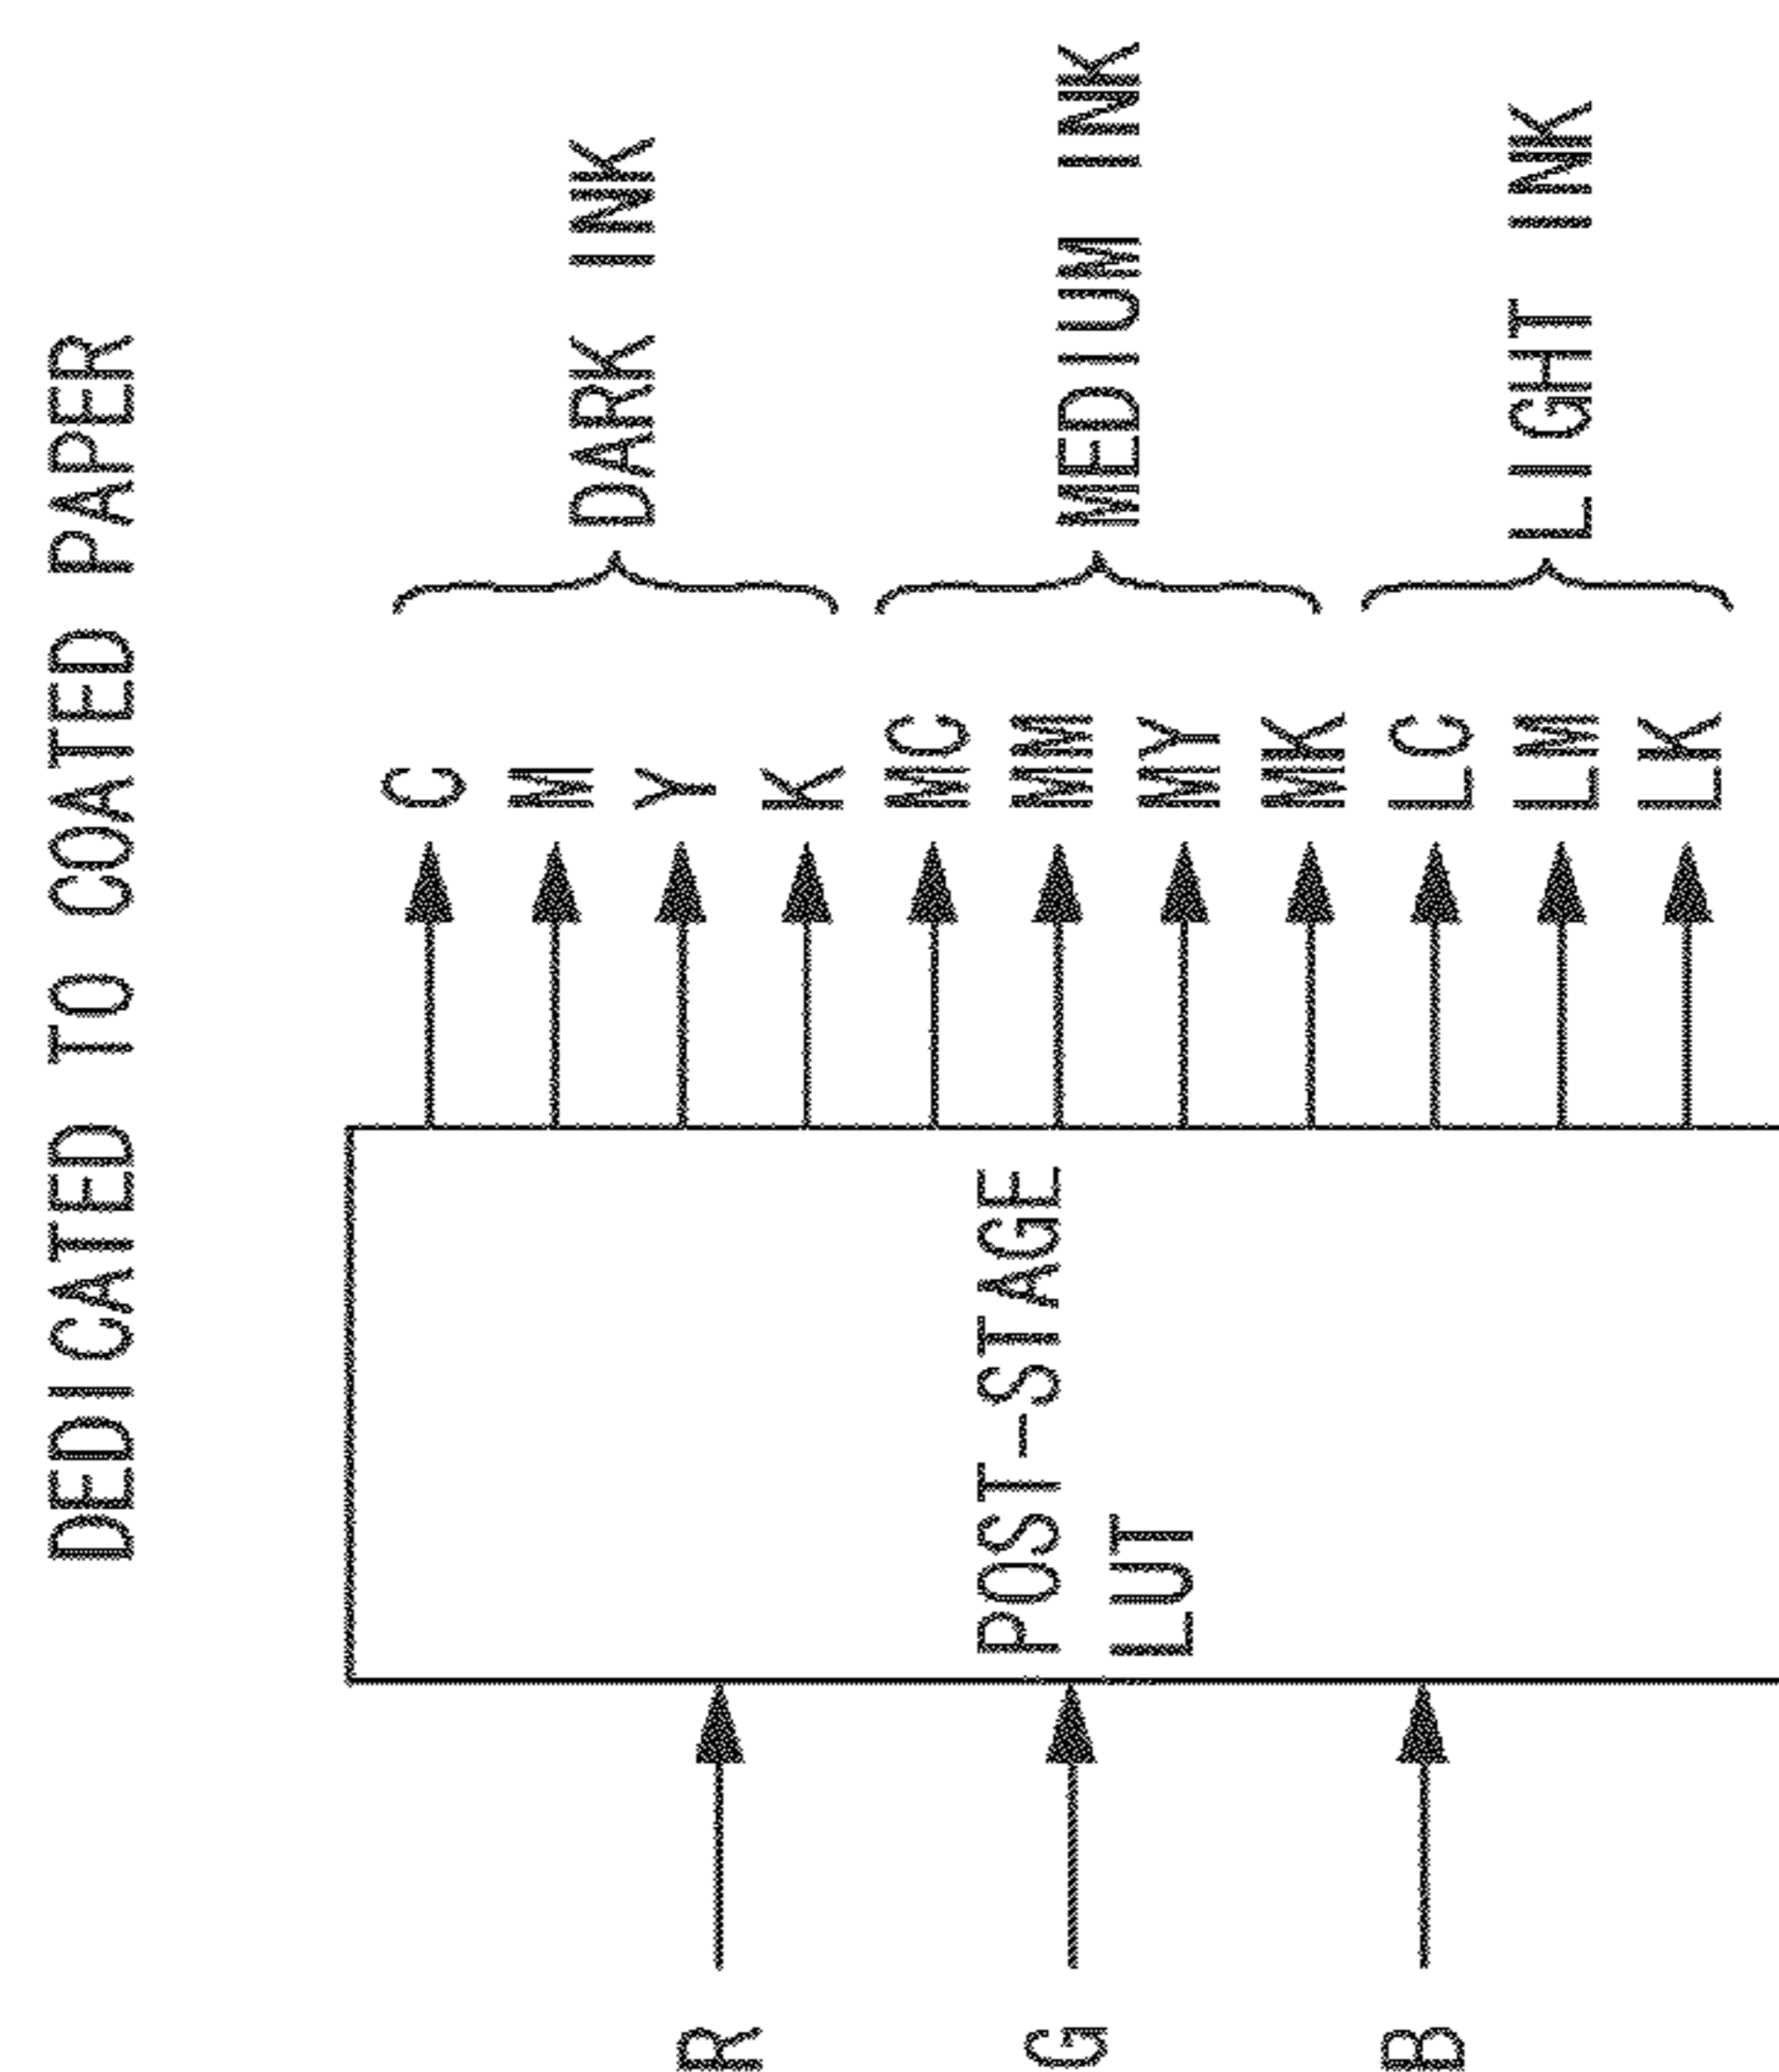 DEDICATED TO COATED PAPER
R
G
B
POST-STAGE
LUT
C
M
Y
K
DARK INK
MC
MM
MY
MK
MEDIUM INK
LC
LM
LK
LIGHT INK